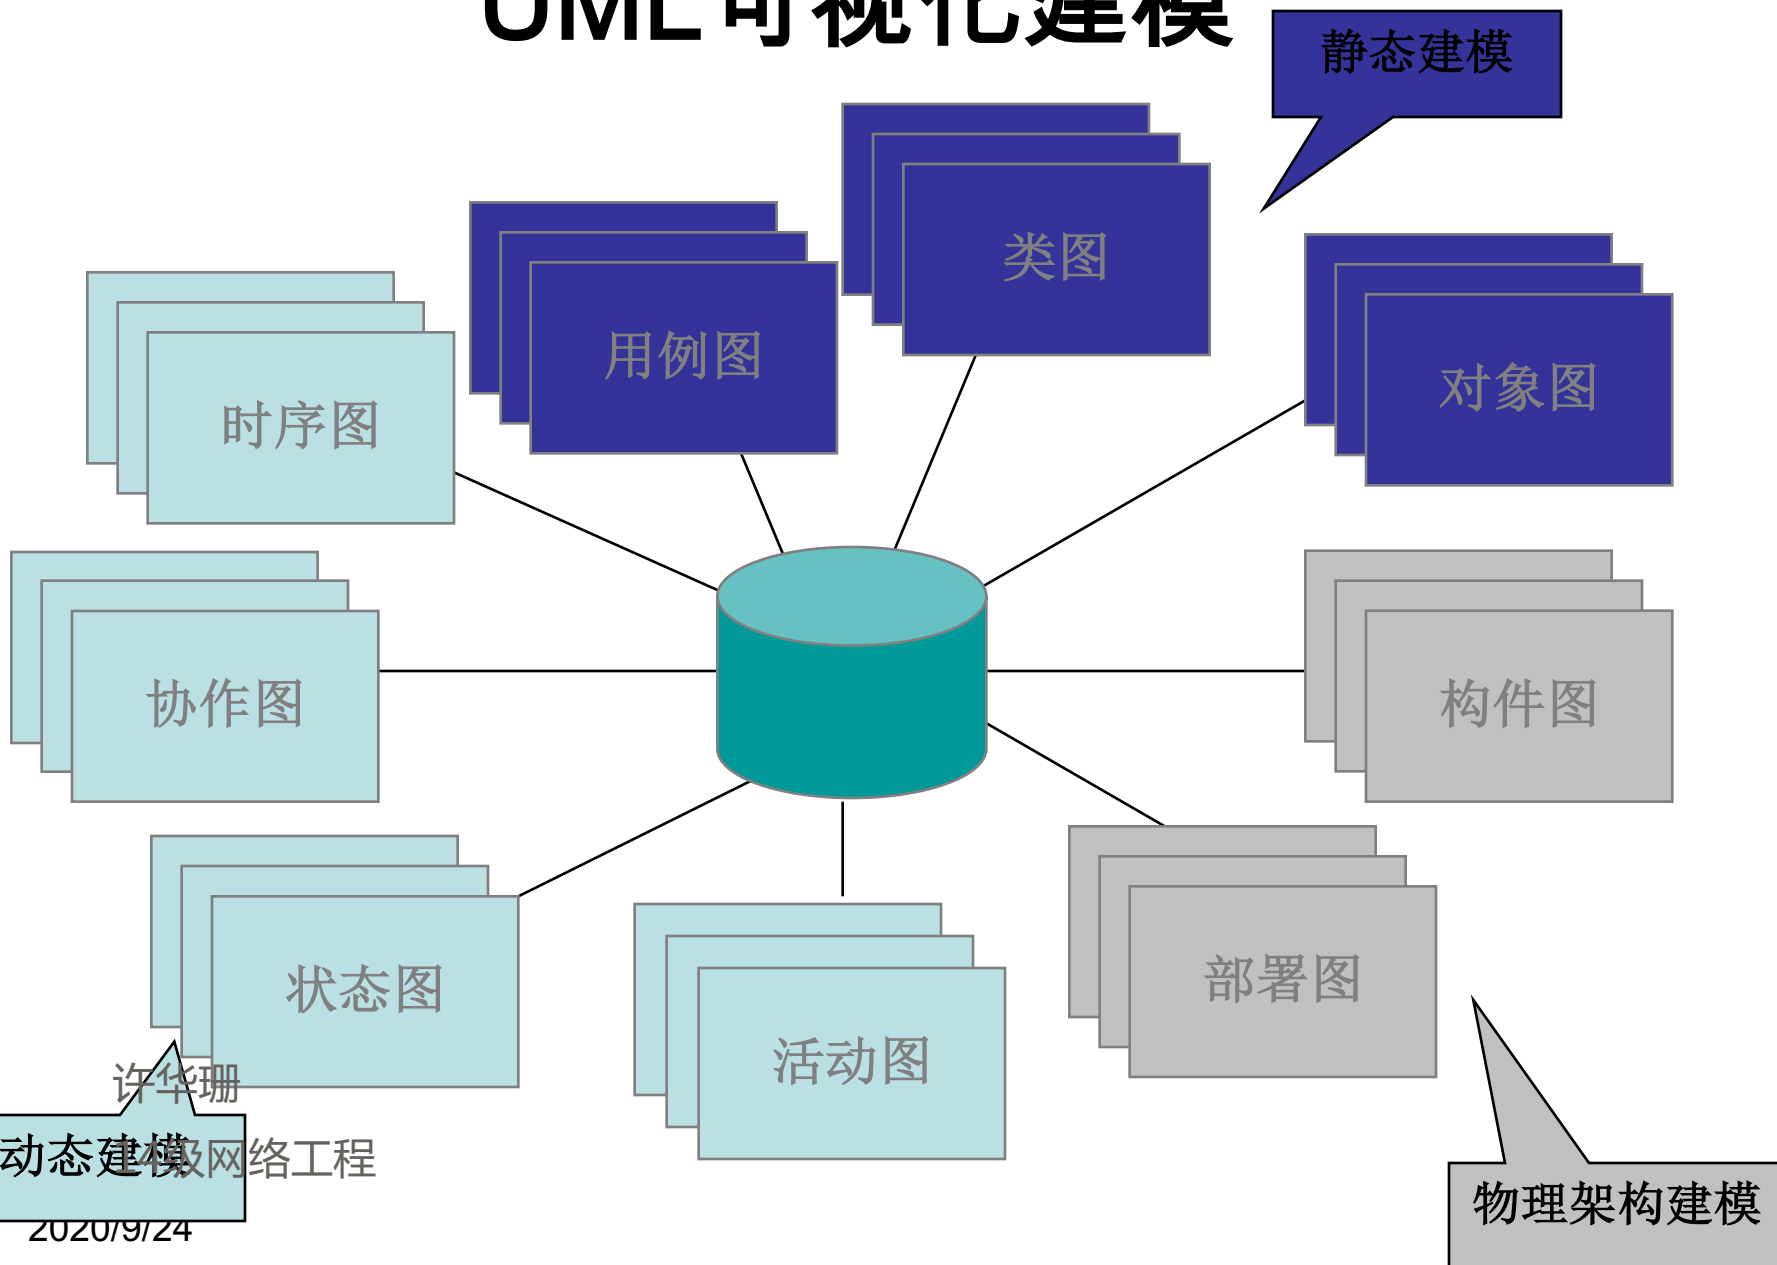 UML可视化建模
静态建模
类图
用例图
对象图
时序图
协作图
构件图
状态图
部署图
活动图
许华珊
动态建模
14级网络工程
物理架构建模
2020/9/24